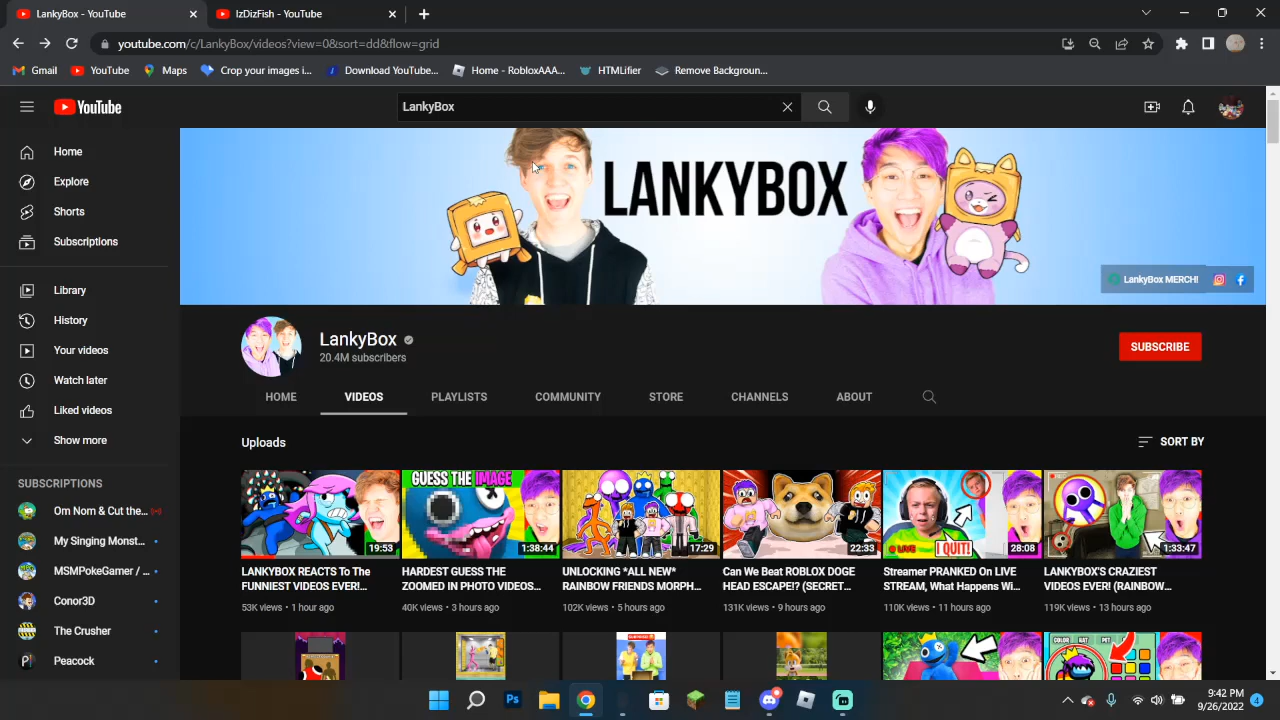 LankyBox - YouTube
IzDizFish - YouTube
youtube.com/c/LankyBox/videos?view=0&sort=dd&flow=grid
Gmail
YouTube
Maps
Crop your images i...
Download YouTube...
Home - RobloxAAA...
HTMLifier
Remove Backgroun...
YouTube
LankyBox
Home
Explore
Shorts
Subscriptions
Library
History
Your videos
Watch later
Liked videos
Show more
SUBSCRIPTIONS
Om Nom & Cut the...
My Singing Monst...
MSMPokeGamer / ...
Conor3D
The Crusher
Peacock
LANKYBOX
LankyBox MERCH!
LankyBox
20.4M subscribers
SUBSCRIBE
HOME
VIDEOS
PLAYLISTS
COMMUNITY
STORE
CHANNELS
ABOUT
Uploads
SORT BY
19:53
LANKYBOX REACTS To The
FUNNIEST VIDEOS EVER!...
53K views • 1 hour ago
GUESS THE IMAGE
1:38:44
HARDEST GUESS THE
ZOOMED IN PHOTO VIDEOS...
40K views • 3 hours ago
17:29
UNLOCKING *ALL NEW*
RAINBOW FRIENDS MORPH...
102K views • 5 hours ago
22:33
Can We Beat ROBLOX DOGE
HEAD ESCAPE!? (SECRET...
131K views • 9 hours ago
LIVE
I QUIT!
28:08
Streamer PRANKED On LIVE
STREAM, What Happens Wi...
110K views • 11 hours ago
1:33:47
LANKYBOX'S CRAZIEST
VIDEOS EVER! (RAINBOW...
119K views • 13 hours ago
COLOR
HAT
PET
9:42 PM
9/26/2022
4